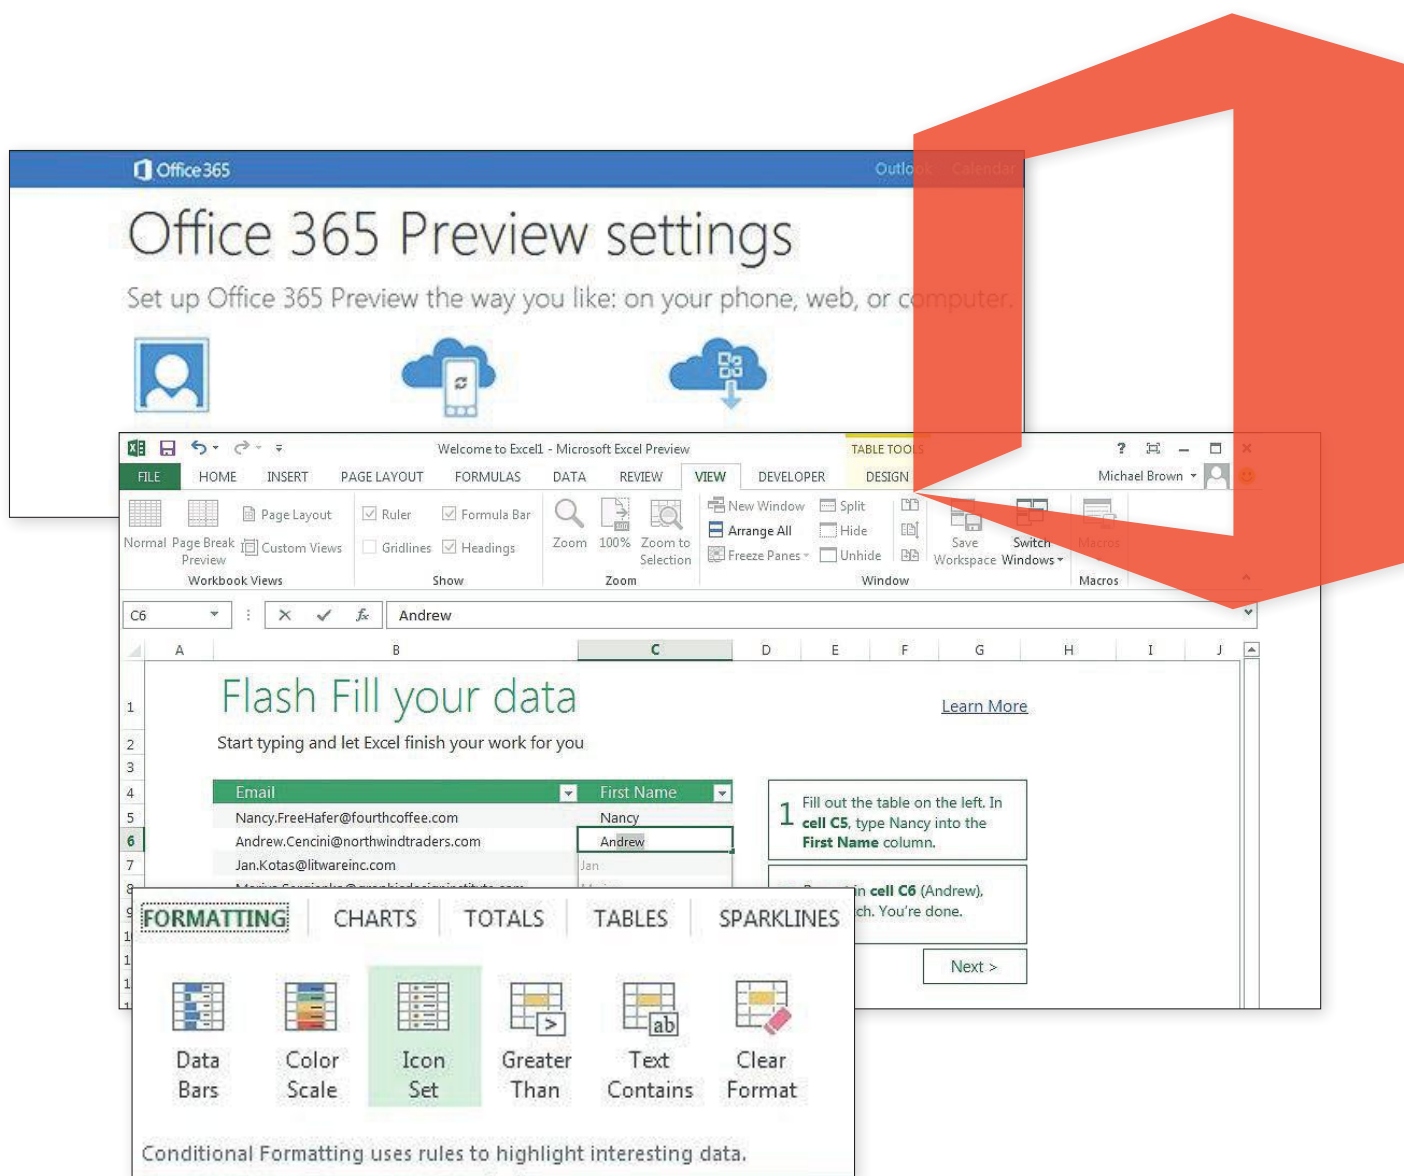 Office 365
Outlook Calendar
Office 365 Preview settings
Set up Office 365 Preview the way you like: on your phone, web, or computer.
Welcome to Excel1 - Microsoft Excel Preview
TABLE TOOLS
?
FILE HOME INSERT PAGE LAYOUT FORMULAS DATA REVIEW VIEW DEVELOPER DESIGN
Michael Brown
Normal
Page Break
Preview
Page Layout
Custom Views
Workbook Views
Ruler
Formula Bar
Gridlines
Headings
Show
Zoom
100%
Zoom to
Selection
Zoom
New Window
Arrange All
Freeze Panes
Split
Hide
Unhide
Save
Workspace
Switch
Windows
Window
Macros
Macros
C6
fx
Andrew
A B C D E F G H I J
1
Flash Fill your data
Learn More
2
Start typing and let Excel finish your work for you
3
4 Email First Name
5 Nancy.FreeHafer@fourthcoffee.com Nancy
6 Andrew.Cencini@northwindtraders.com Andrew
7 Jan.Kotas@litwareinc.com Jan
8
1 Fill out the table on the left. In
cell C5, type Nancy into the
First Name column.
in cell C6 (Andrew),
You're done.
Next >
FORMATTING CHARTS TOTALS TABLES SPARKLINES
Data
Bars
Color
Scale
Icon
Set
Greater
Than
ab
Text
Contains
Clear
Format
Conditional Formatting uses rules to highlight interesting data.